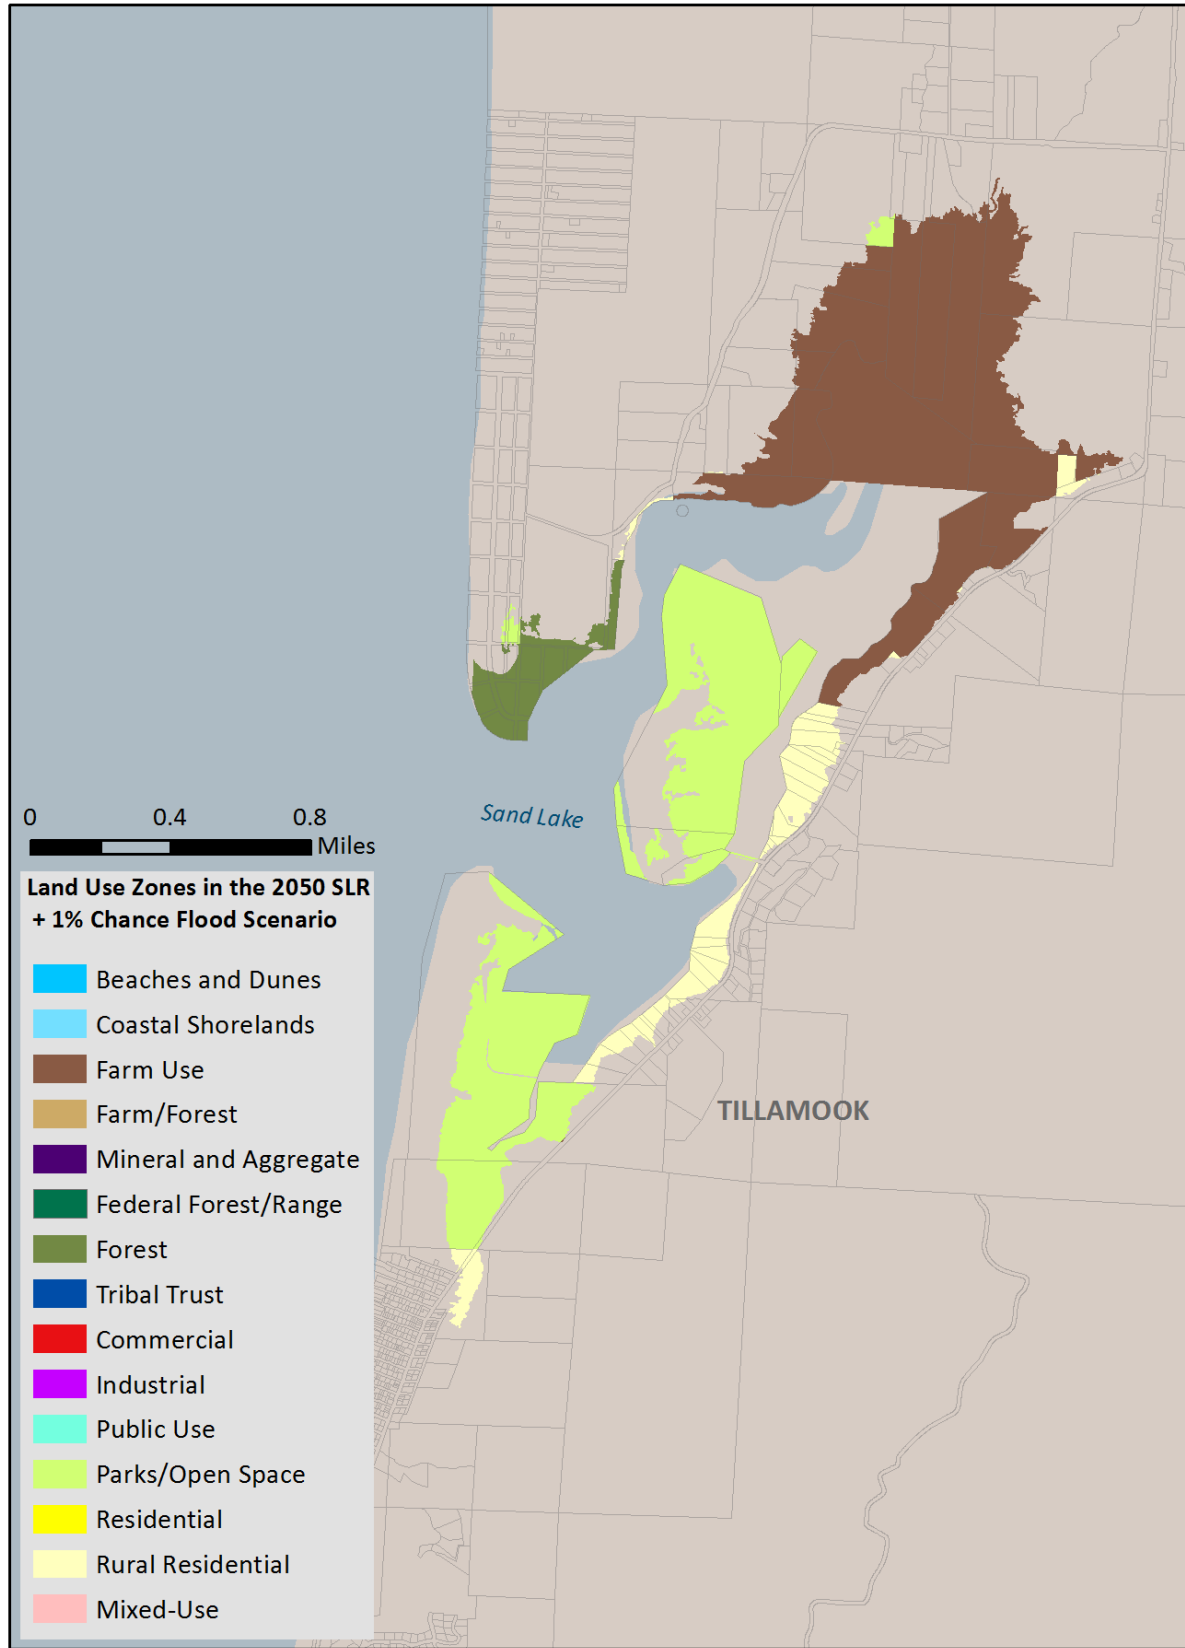 Sand Lake
0 0.4 0.8
Miles
Land Use Zones in the 2050 SLR
+ 1% Chance Flood Scenario
Beaches and Dunes
Coastal Shorelands
Farm Use
Farm/Forest
Mineral and Aggregate
Federal Forest/Range
Forest
Tribal Trust
Commercial
Industrial
Public Use
Parks/Open Space
Residential
Rural Residential
Mixed-Use
TILLAMOOK